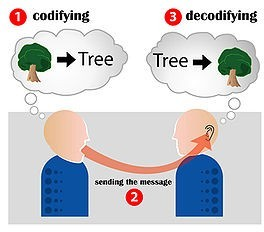 1 codifying
Tree
3 decodifying
Tree
sending the message
2